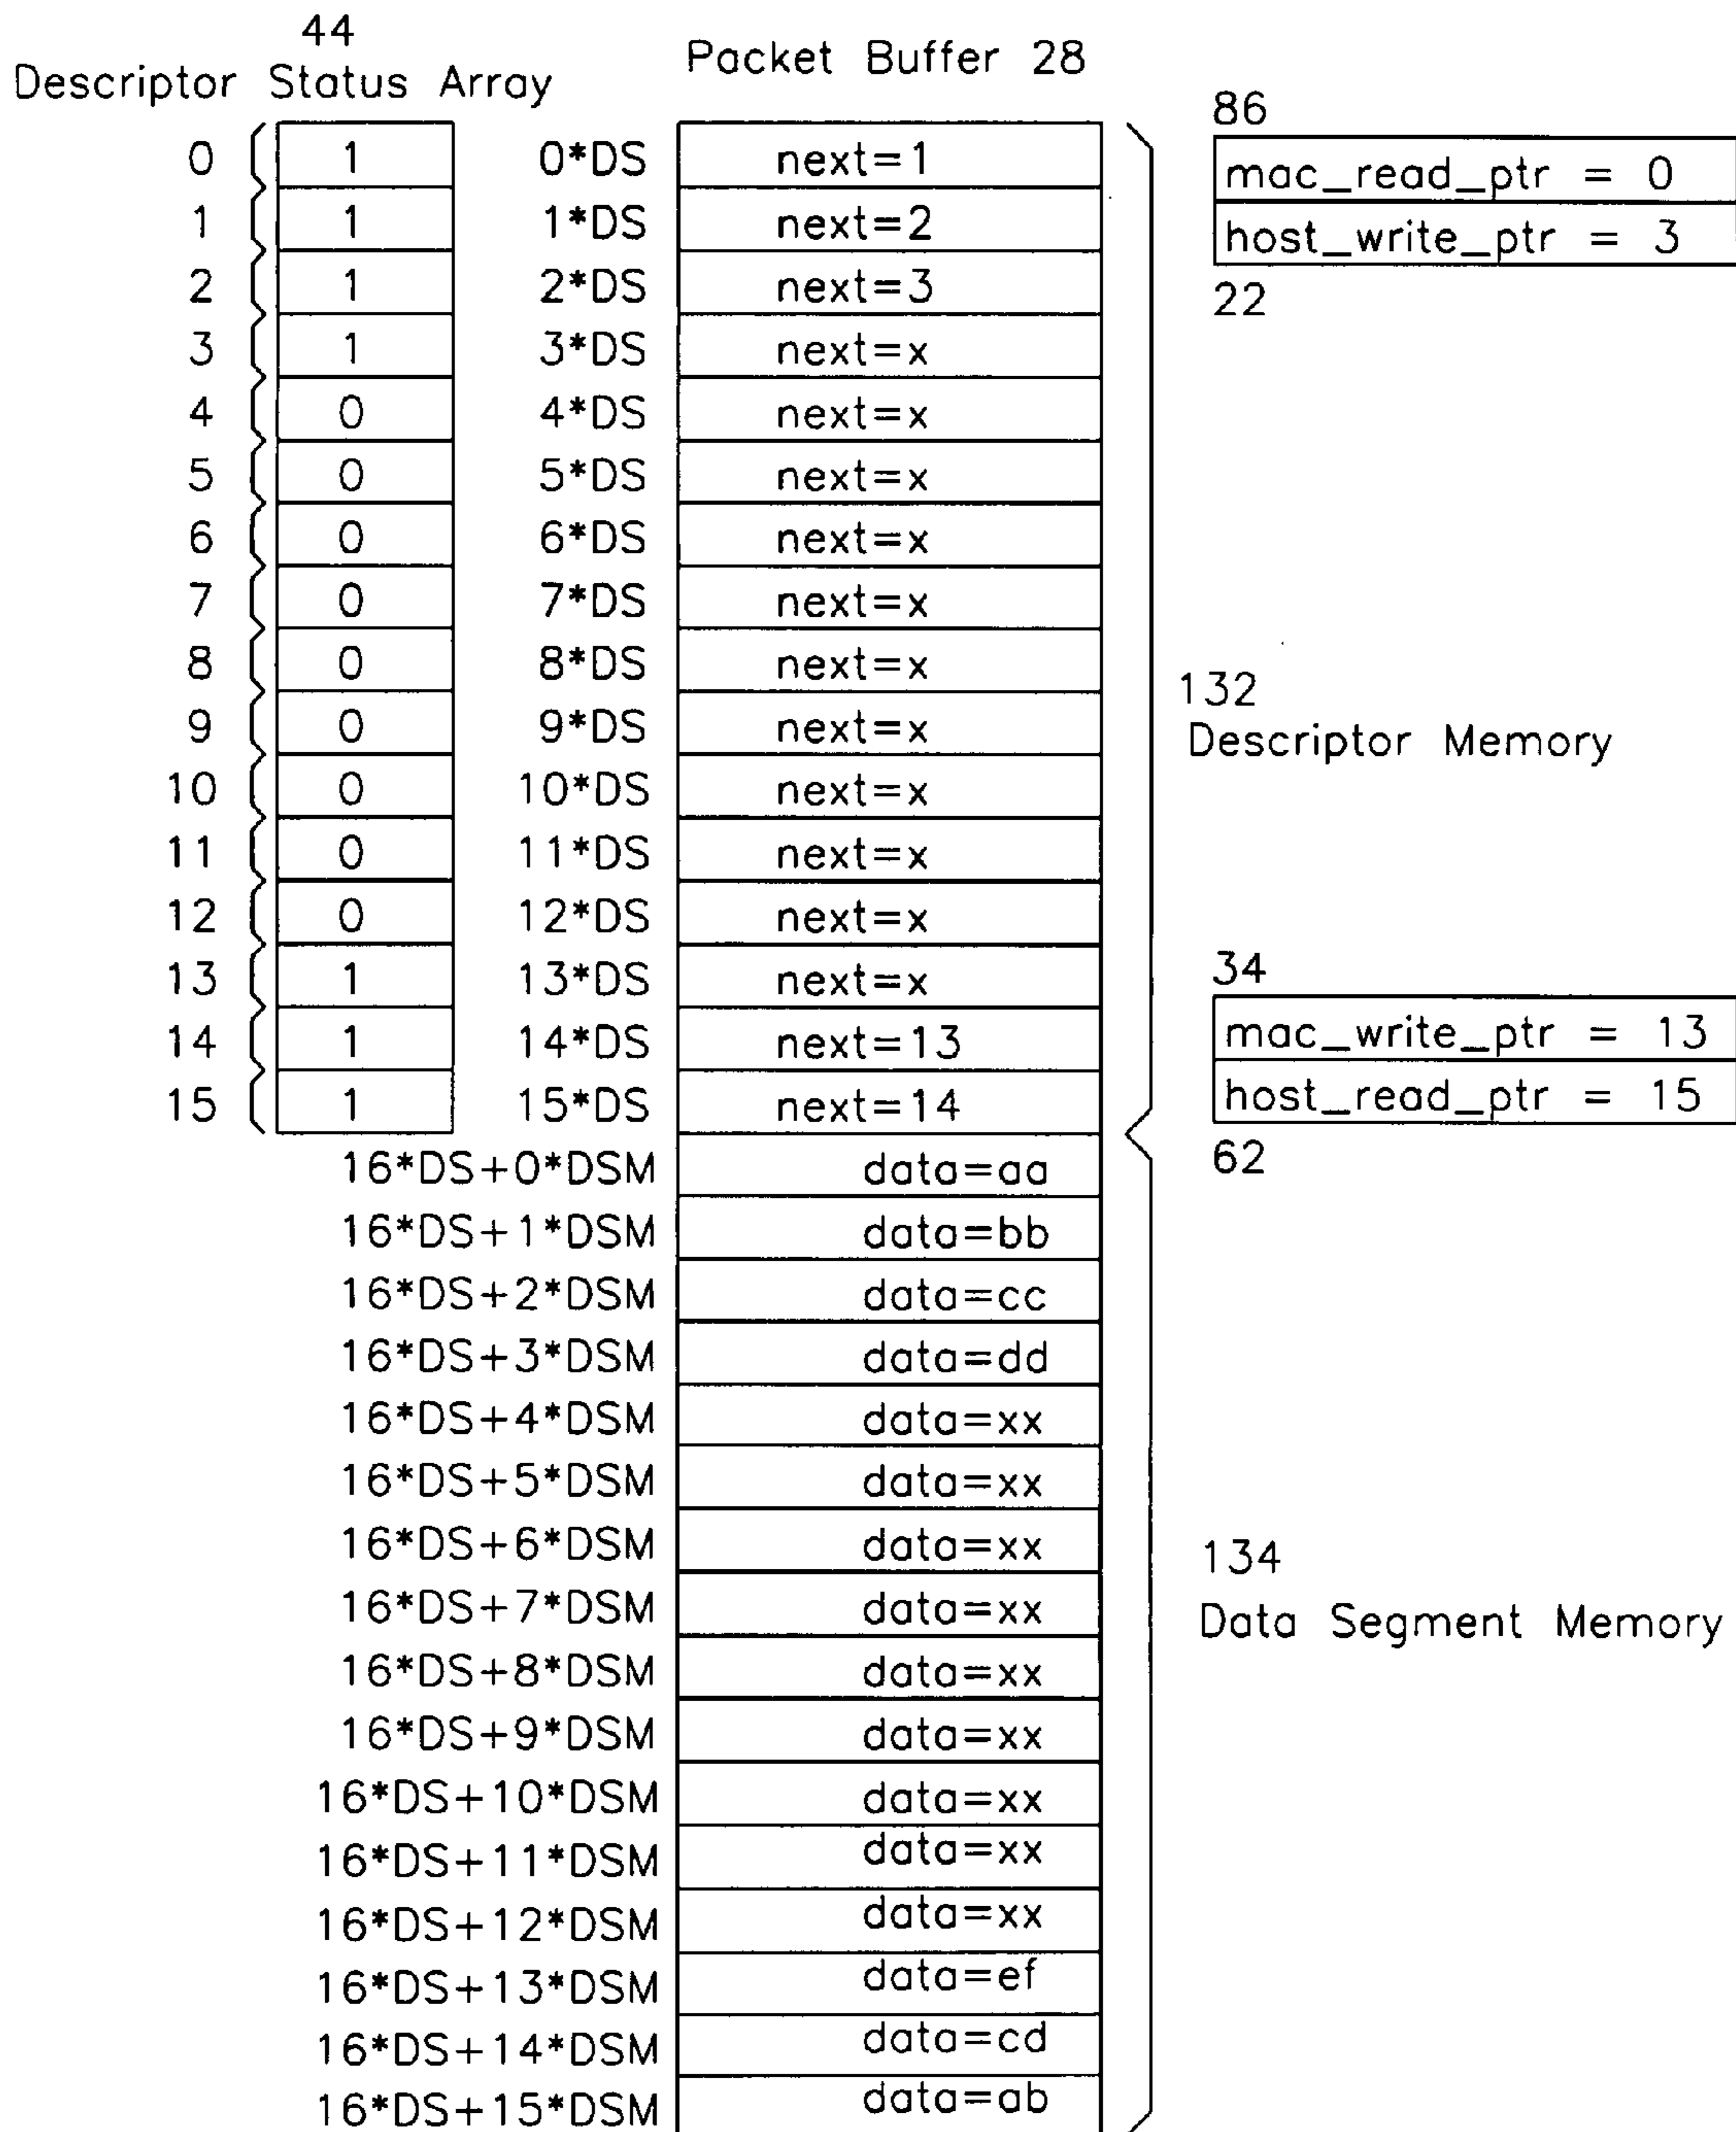 44
Descriptor Status Array
Packet Buffer 28
86
0 1 0*DS next=1 mac_read_ptr = 0
1 1 1*DS next=2 host_write_ptr = 3
2 1 2*DS next=3 22
3 1 3*DS next=x
4 0 4*DS next=x
5 0 5*DS next=x
6 0 6*DS next=x
7 0 7*DS next=x
8 0 8*DS next=x 132
9 0 9*DS next=x Descriptor Memory
10 0 10*DS next=x
11 0 11*DS next=x
12 0 12*DS next=x
13 1 13*DS next=x 34
14 1 14*DS next=13 mac_write_ptr = 13
15 1 15*DS next=14 host_read_ptr = 15
16*DS+0*DSM data=aa 62
16*DS+1*DSM data=bb
16*DS+2*DSM data=cc
16*DS+3*DSM data=dd
16*DS+4*DSM data=xx
16*DS+5*DSM data=xx
16*DS+6*DSM data=xx 134
16*DS+7*DSM data=xx Data Segment Memory
16*DS+8*DSM data=xx
16*DS+9*DSM data=xx
16*DS+10*DSM data=xx
16*DS+11*DSM data=xx
16*DS+12*DSM data=xx
16*DS+13*DSM data=ef
16*DS+14*DSM data=cd
16*DS+15*DSM data=ab